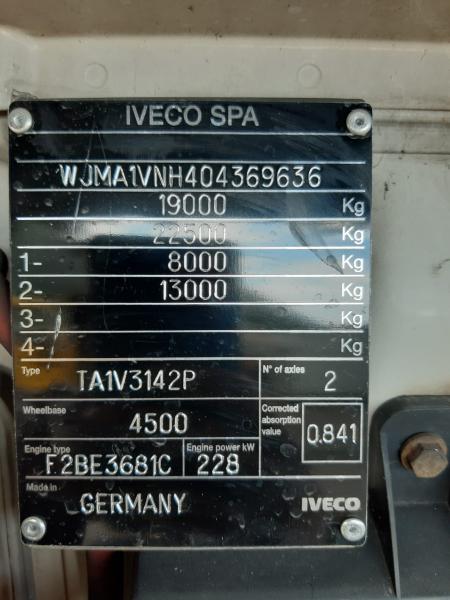 IVECO SPA
WJMA1VNH404369636
19000 Kg
22500 Kg
1- 8000 Kg
2- 13000 Kg
3- Kg
4- Kg
Type TA1V3142P N° of axles 2
Wheelbase 4500 Corrected absorption value 0.841
Engine type F2BE3681C Engine power kW 228
Made in GERMANY IVECO